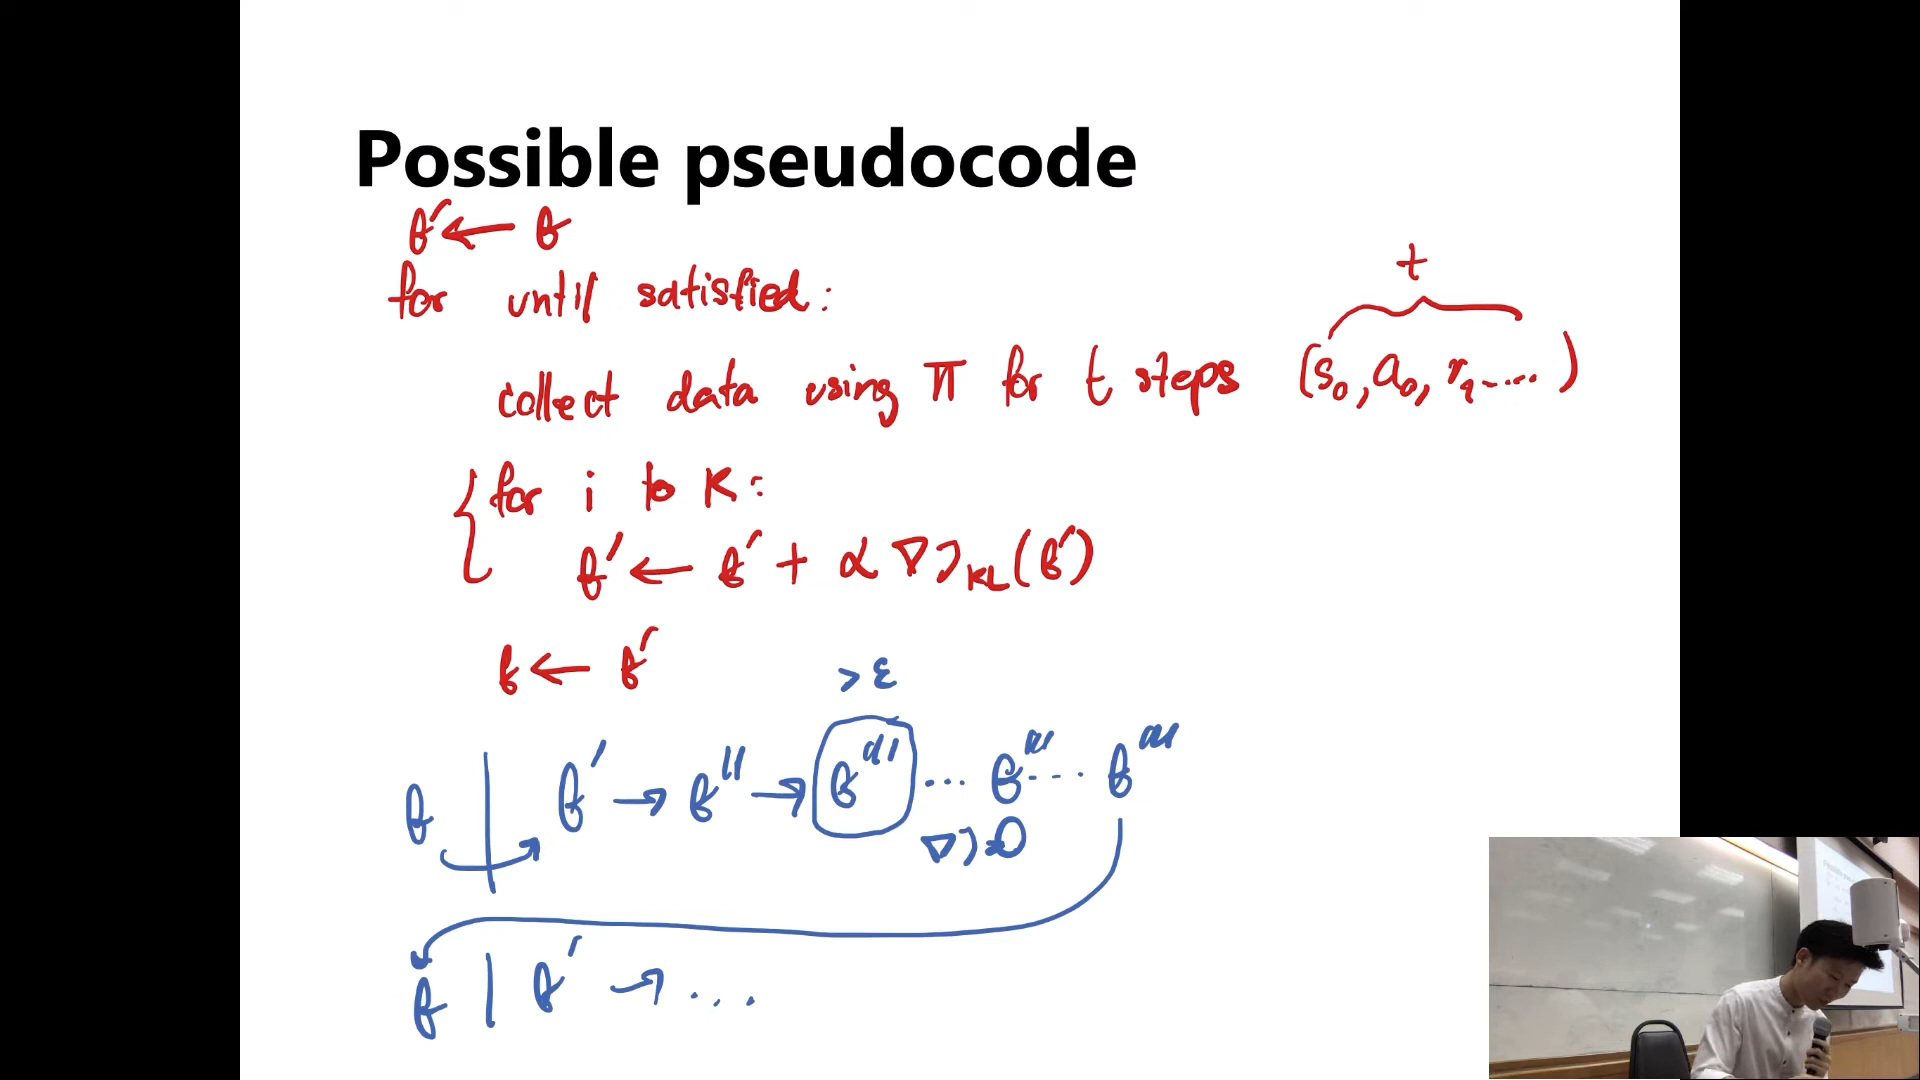 Possible pseudocode
θ' ← θ
for until satisfied:
collect data using π for t steps (s₀, a₀, r₁, ....)
t
for i to K:
θ' ← θ' + α ∇J_KL(θ')
θ ← θ'
> ε
θ | θ' → θ'' → θ''' ... θ'''' ... θ''''
∇J≈0
θ | θ' → ...